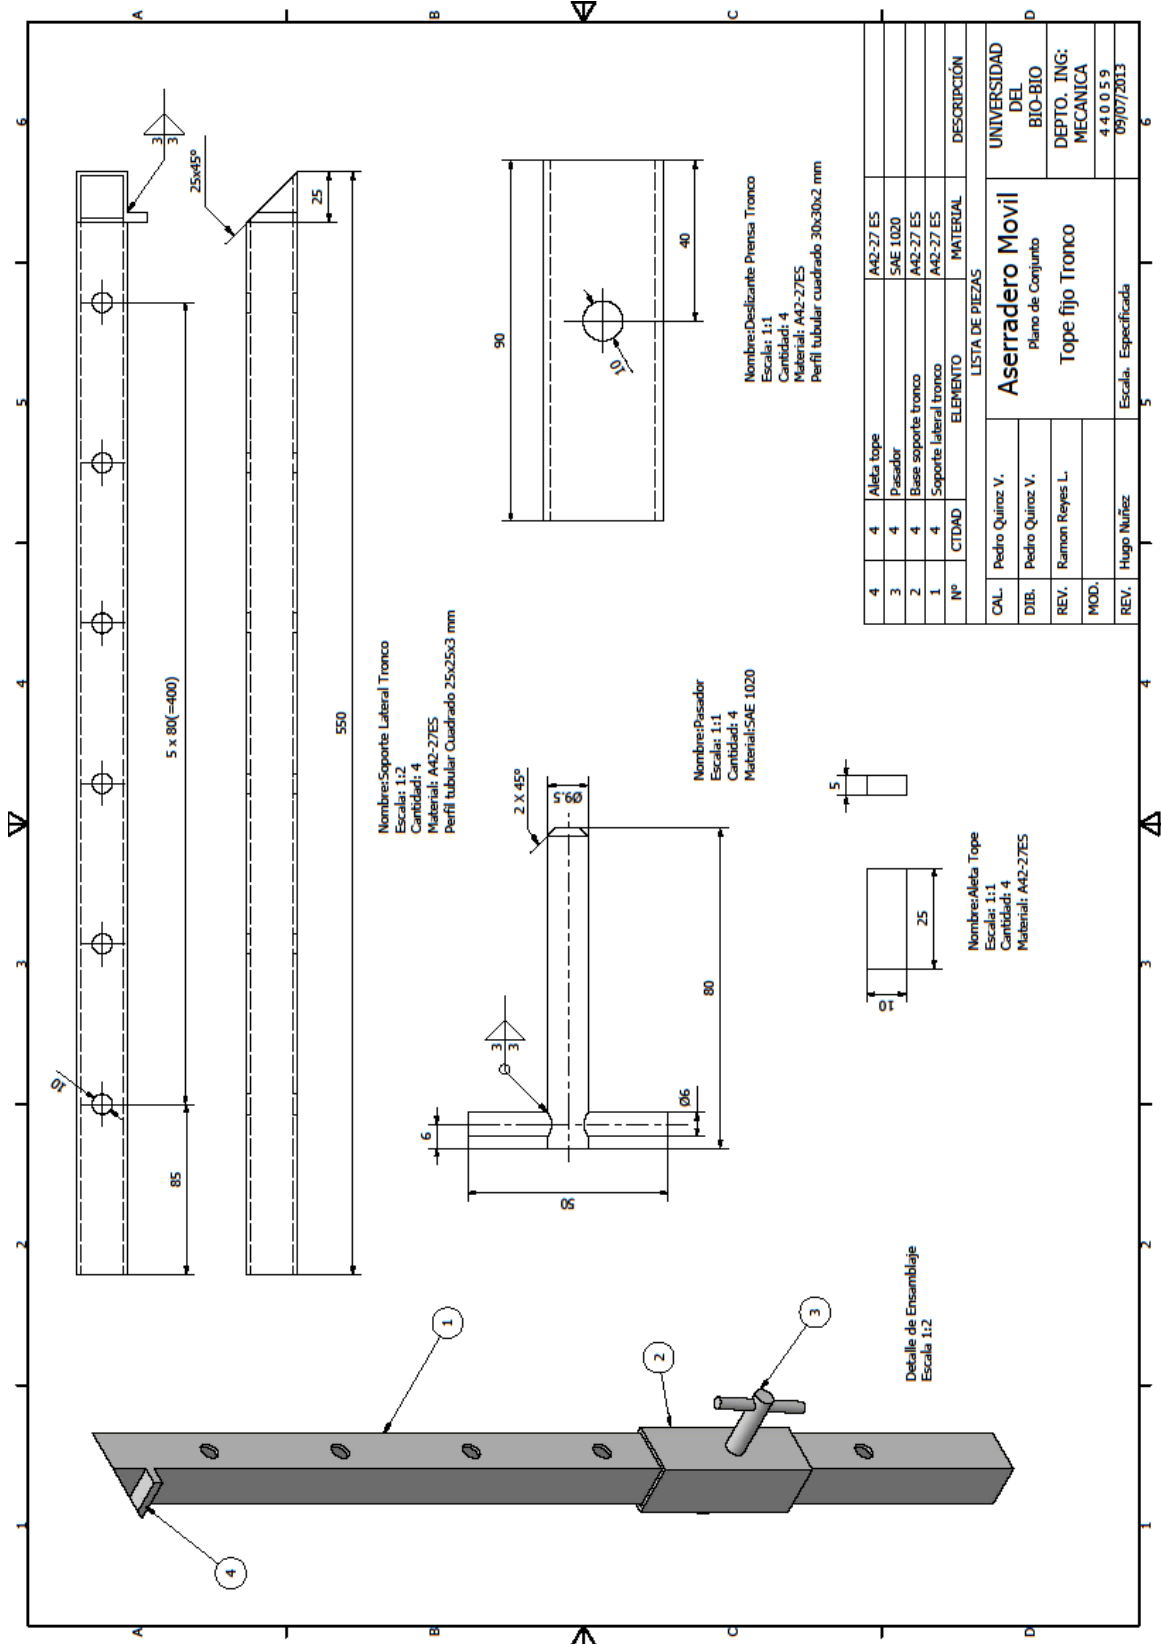 6
5
4
3
2
1
A
B
C
D
3
3
25x45º
25
5 x 80(=400)
10
85
550
Nombre:Soporte Lateral Tronco
Escala: 1:2
Cantidad: 4
Material: A42-27ES
Perfil tubular Cuadrado 25x25x3 mm
90
40
10
Nombre:Deslizante Prensa Tronco
Escala: 1:1
Cantidad: 4
Material: A42-27ES
Perfil tubular cuadrado 30x30x2 mm
2 X 45º
3
3
6
50
Ø6
80
Nombre:Pasador
Escala: 1:1
Cantidad: 4
Material:SAE 1020
5
10
25
Nombre:Aleta Tope
Escala: 1:1
Cantidad: 4
Material: A42-27ES
1
2
3
4
Detalle de Ensamblaje
Escala 1:2
4 4 Aleta tope A42-27 ES
3 4 Pasador SAE 1020
2 4 Base soporte tronco A42-27 ES
1 4 Soporte lateral tronco A42-27 ES
Nº CTDAD ELEMENTO MATERIAL DESCRIPCIÓN
LISTA DE PIEZAS
CAL. Pedro Quiroz V.
DIB. Pedro Quiroz V.
REV. Ramon Reyes L.
MOD.
REV. Hugo Nuñez
Aserradero Movil
Plano de Conjunto
Tope fijo Tronco
Escala. Especificada
UNIVERSIDAD
DEL
BIO-BIO
DEPTO. ING:
MECANICA
4 4 0 0 5 9
09/07/2013
1
2
3
4
5
6
A
B
C
D